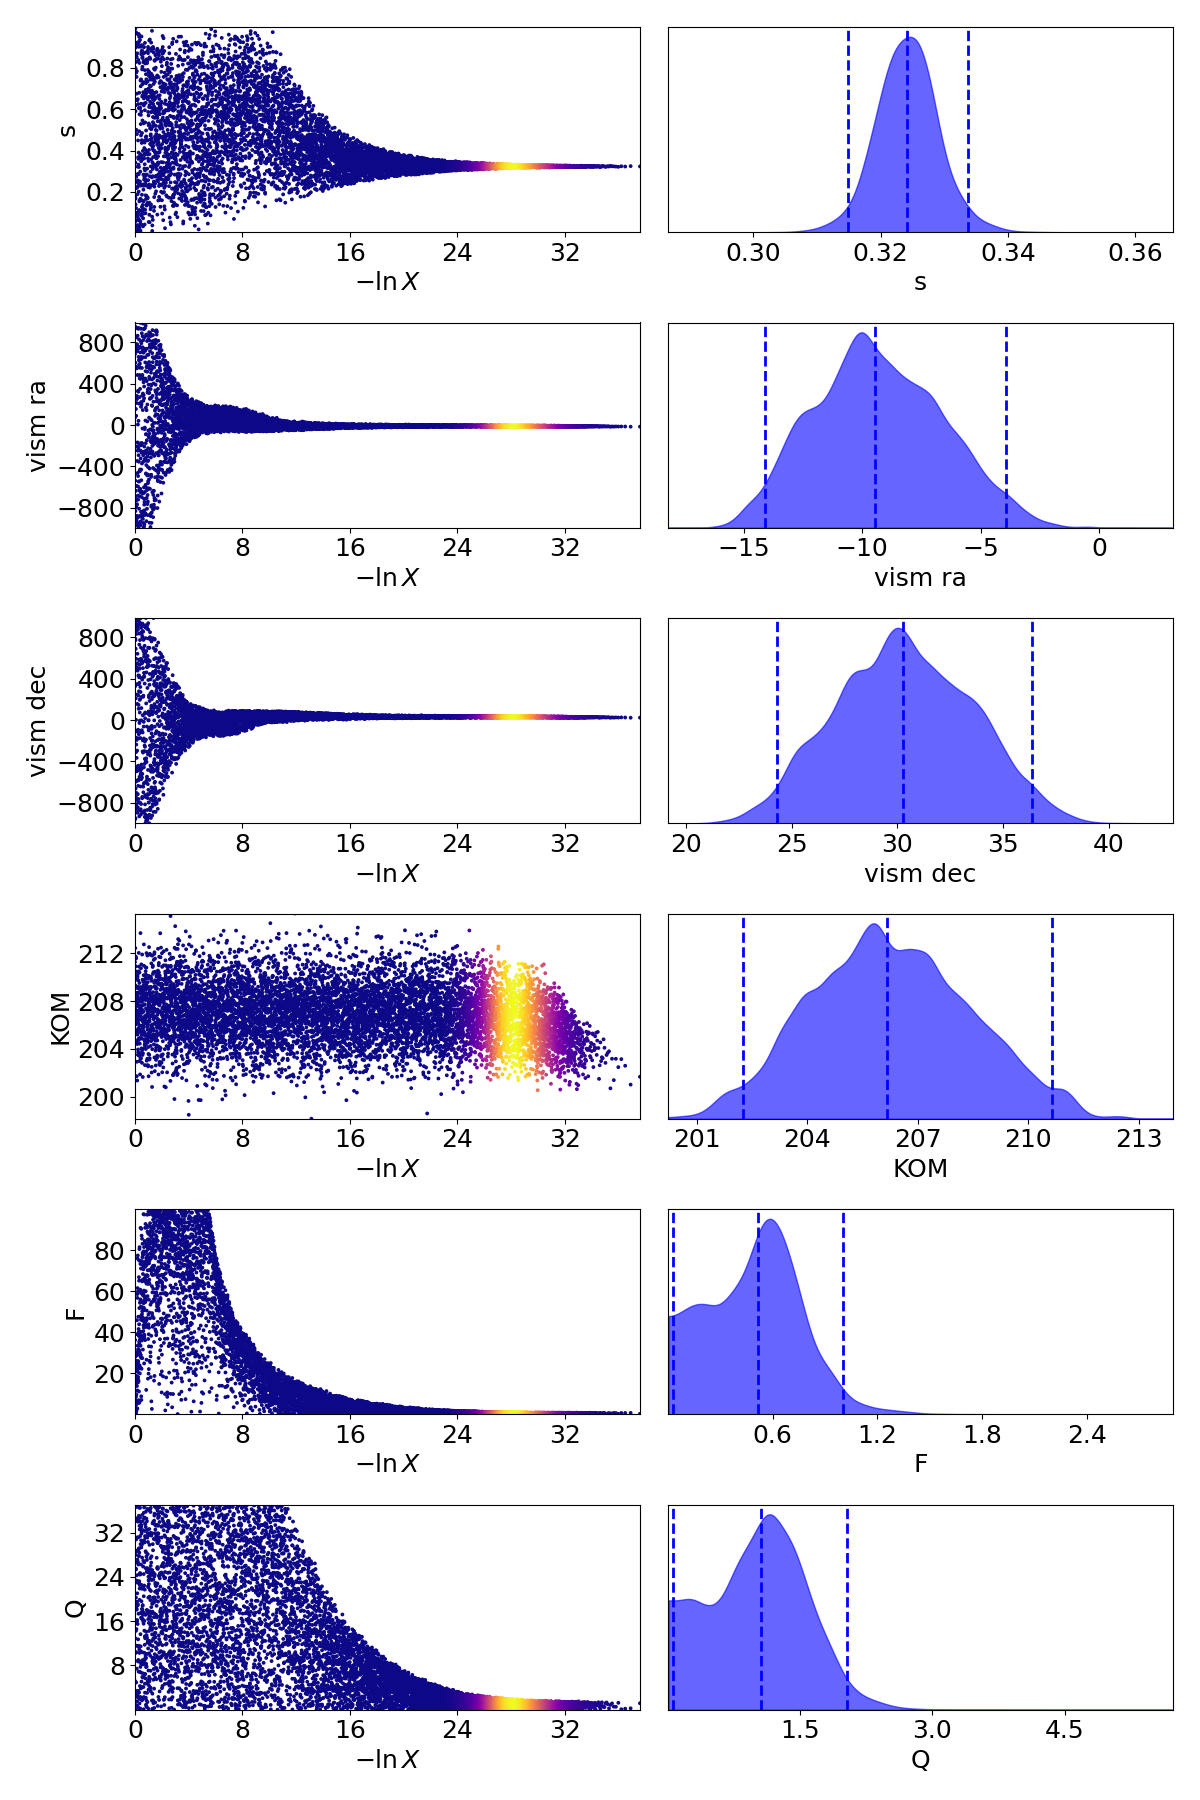 0.8
0.6
0.4
0.2
s
0 8 16 24 32
−ln X
0.30 0.32 0.34 0.36
s
800
400
0
−400
−800
vism ra
0 8 16 24 32
−ln X
−15 −10 −5 0
vism ra
800
400
0
−400
−800
vism dec
0 8 16 24 32
−ln X
20 25 30 35 40
vism dec
212
208
204
200
KOM
0 8 16 24 32
−ln X
201 204 207 210 213
KOM
80
60
40
20
F
0 8 16 24 32
−ln X
0.6 1.2 1.8 2.4
F
32
24
16
8
Q
0 8 16 24 32
−ln X
1.5 3.0 4.5
Q